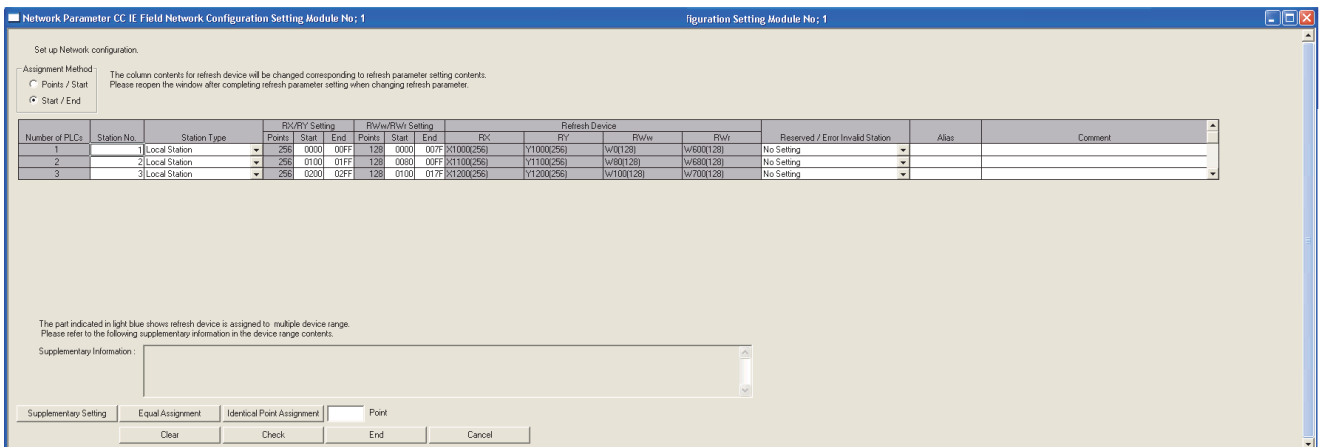 Network Parameter CC IE Field Network Configuration Setting Module No; 1 figuration Setting Module No; 1
Set up Network configuration.
Assignment Method
The column contents for refresh device will be changed corresponding to refresh parameter setting contents.
Points / Start
Please reopen the window after completing refresh parameter setting when changing refresh parameter.
Start / End
RX/RY Setting RWw/RWr Setting Refresh Device
Number of PLCs Station No. Station Type Points Start End Points Start End RX RY RWw RWr Reserved / Error Invalid Station Alias Comment
1 1 Local Station 256 0000 00FF 128 0000 007F X1000(256) Y1000(256) W0(128) W600(128) No Setting
2 2 Local Station 256 0100 01FF 128 0080 00FF X1100(256) Y1100(256) W80(128) W680(128) No Setting
3 3 Local Station 256 0200 02FF 128 0100 017F X1200(256) Y1200(256) W100(128) W700(128) No Setting
The part indicated in light blue shows refresh device is assigned to multiple device range.
Please refer to the following supplementary information in the device range contents.
Supplementary Information :
Supplementary Setting Equal Assignment Identical Point Assignment Point
Clear Check End Cancel